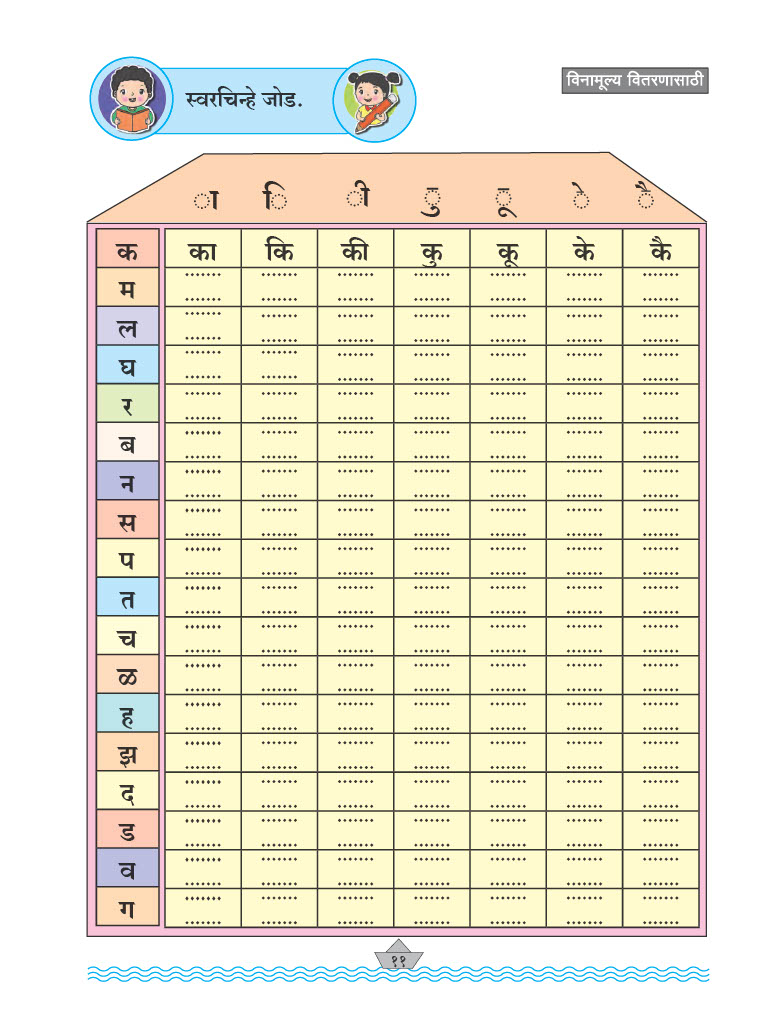 विनामूल्य वितरणासाठी
स्वरचिन्हे जोड.
ा ि ी ु ू े ै
क का कि की कु कू के कै
म
ल
घ
र
ब
न
स
प
त
च
ळ
ह
झ
द
ड
व
ग
११